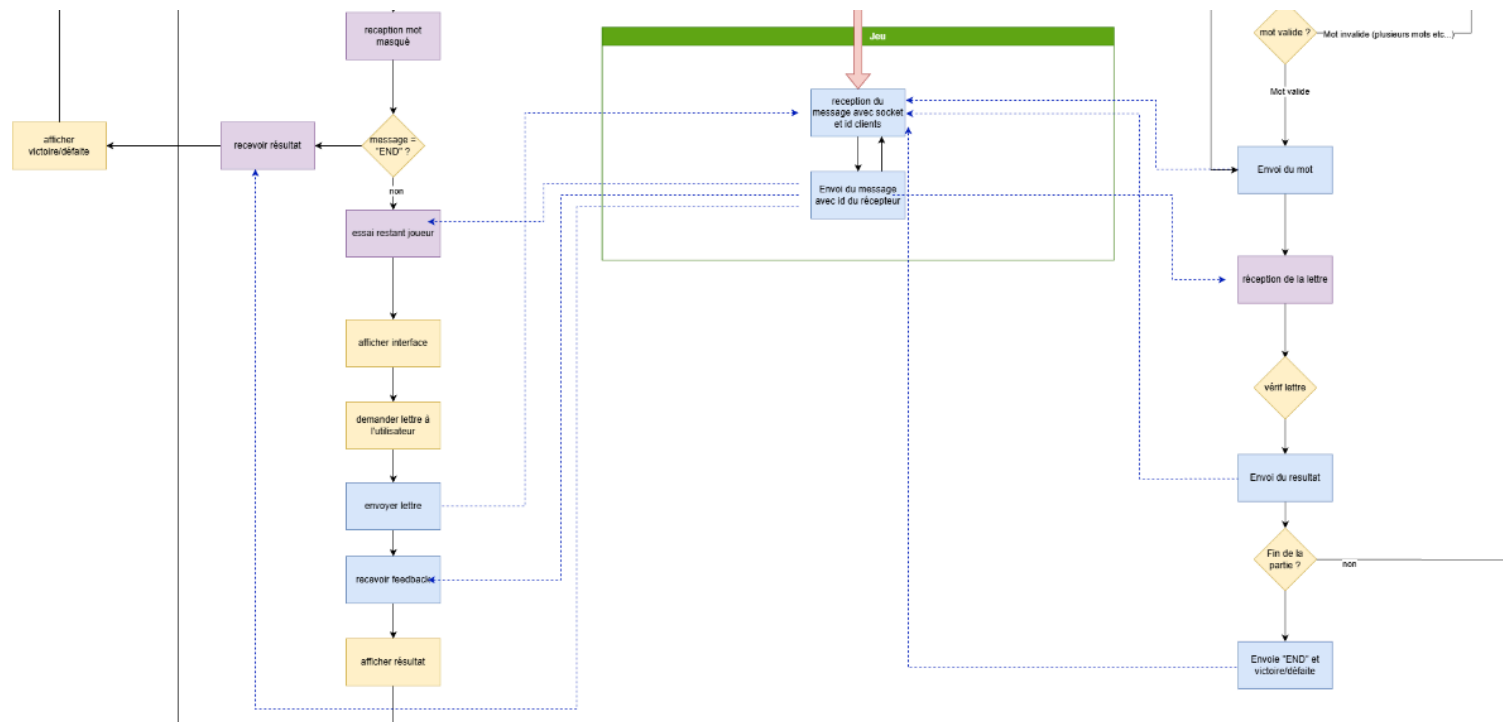 reception mot
masqué
message =
"END" ?
non
recevoir résultat
afficher
victoire/défaite
essai restant joueur
afficher interface
demander lettre à
l'utilisateur
envoyer lettre
recevoir feedback
afficher résultat
Jeu
reception du
message avec socket
et id clients
Envoi du message
avec id du récepteur
mot valide ?
Mot invalide (plusieurs mots etc...)
Mot valide
Envoi du mot
réception de la lettre
vérif lettre
Envoi du resultat
Fin de la
partie ?
non
Envoie "END" et
victoire/défaite